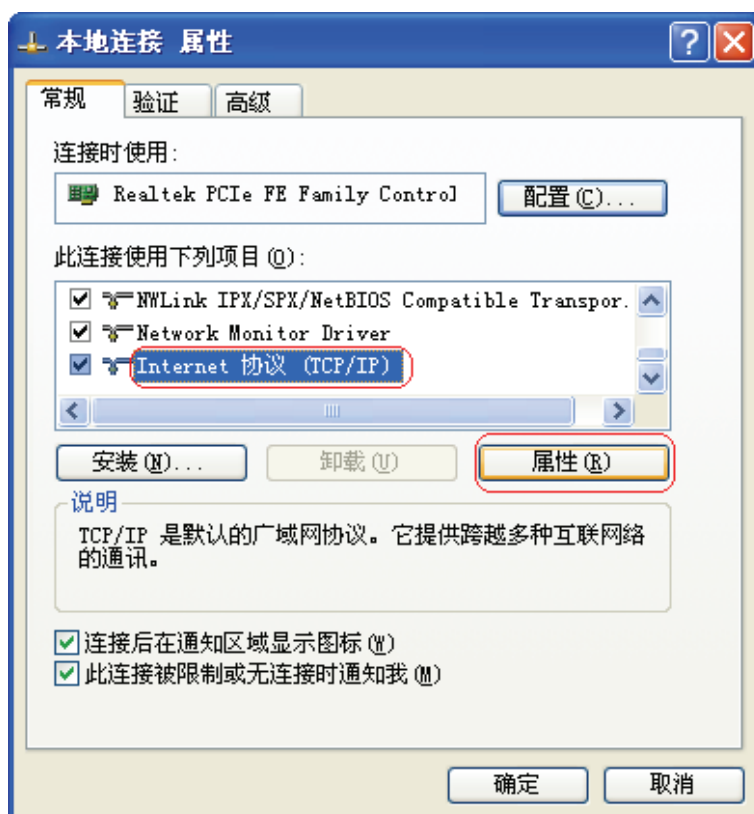 本地连接 属性
常规 验证 高级
连接时使用:
Realtek PCIe FE Family Control 配置(C)...
此连接使用下列项目(O):
NWLink IPX/SPX/NetBIOS Compatible Transpor.
Network Monitor Driver
Internet 协议 (TCP/IP)
安装(N)... 卸载(U) 属性(R)
说明
TCP/IP 是默认的广域网协议。它提供跨越多种互联网络
的通讯。
连接后在通知区域显示图标(W)
此连接被限制或无连接时通知我(M)
确定 取消